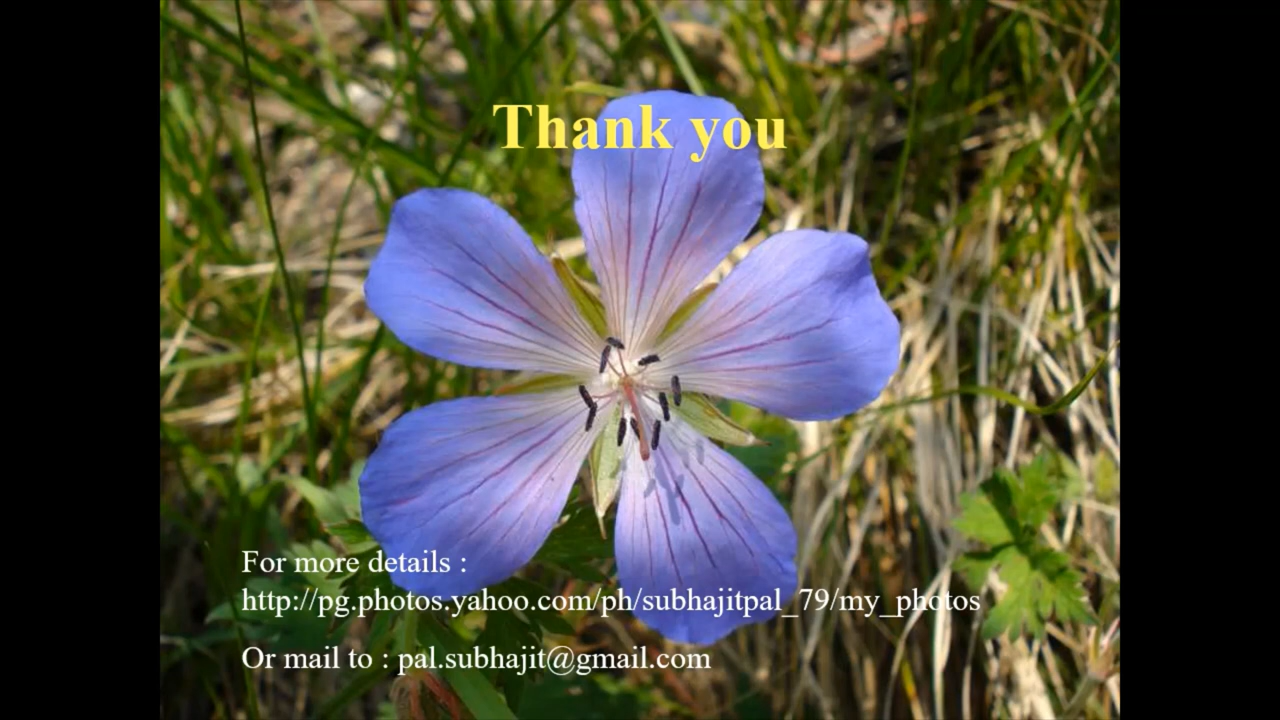 Thank you
For more details :
http://pg.photos.yahoo.com/ph/subhajitpal_79/my_photos
Or mail to : pal.subhajit@gmail.com